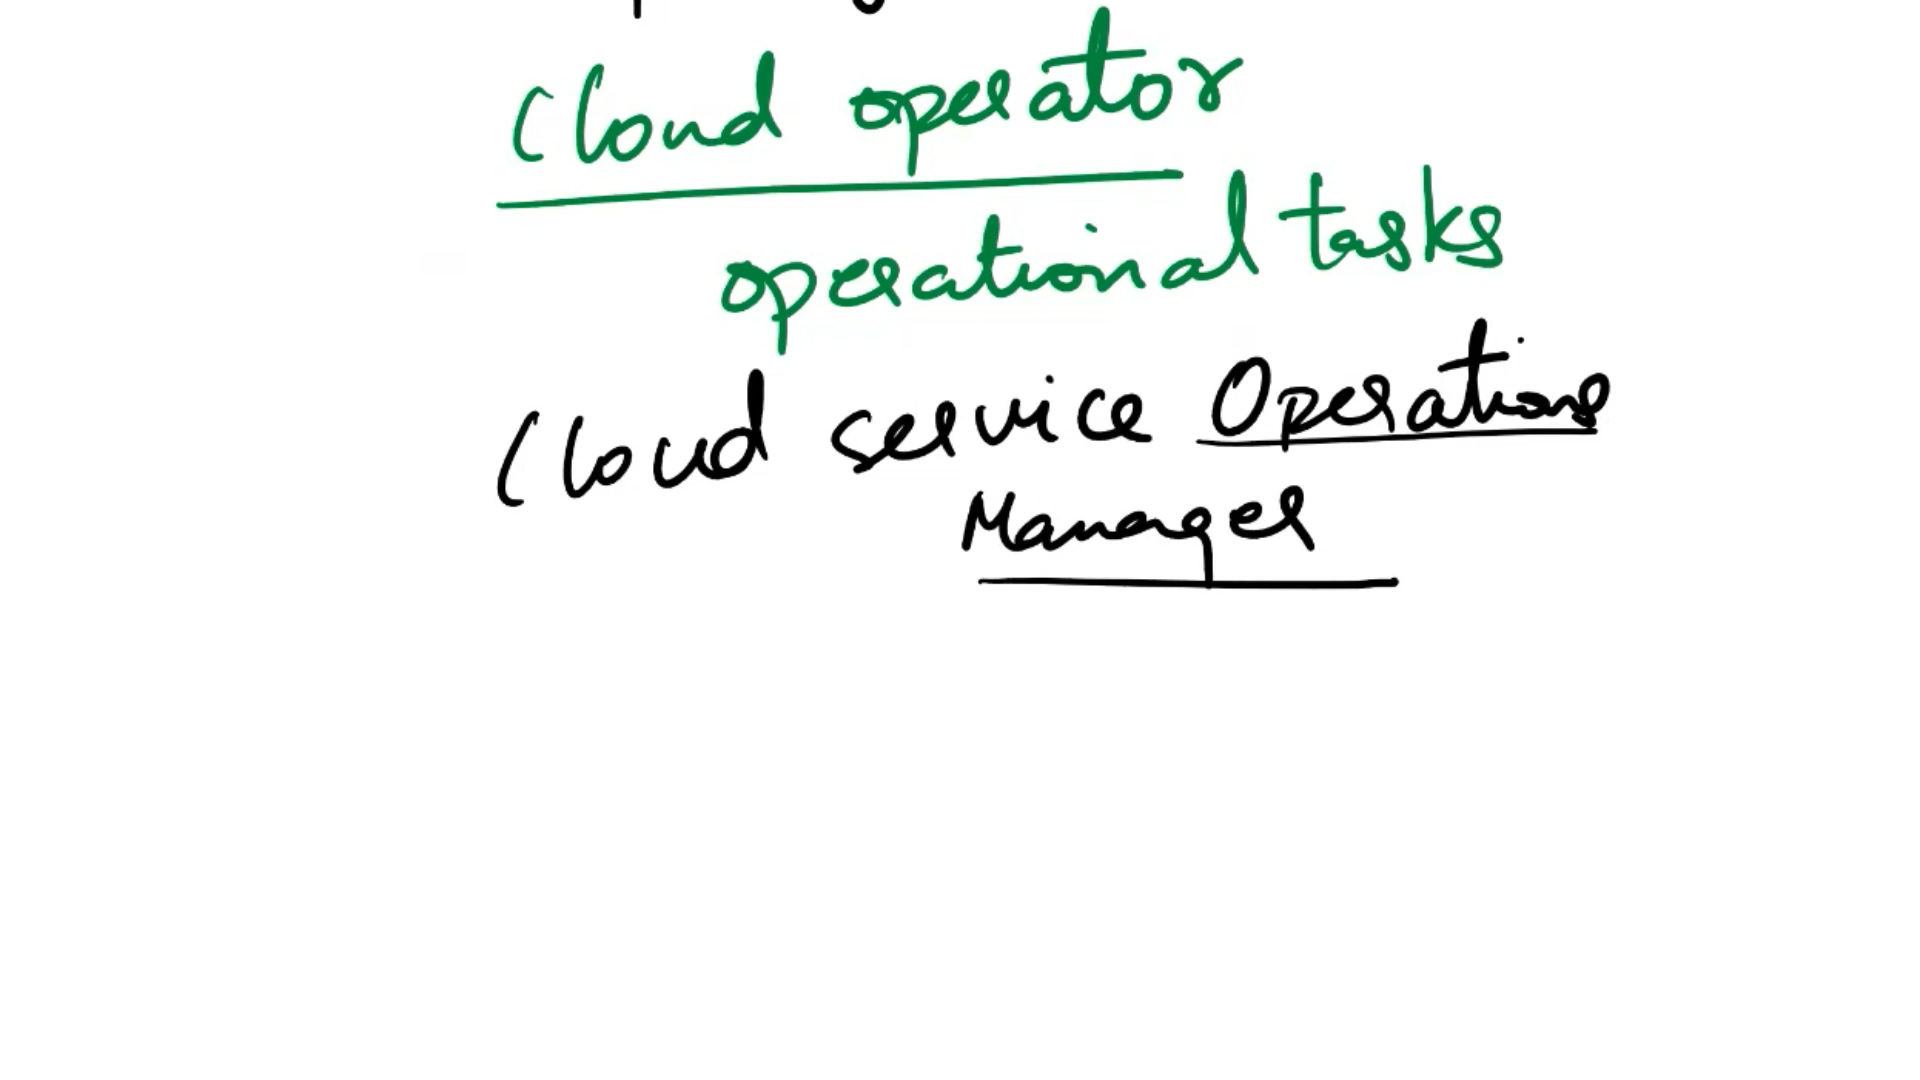 Cloud operator
operational tasks
Cloud service Operations
Manager